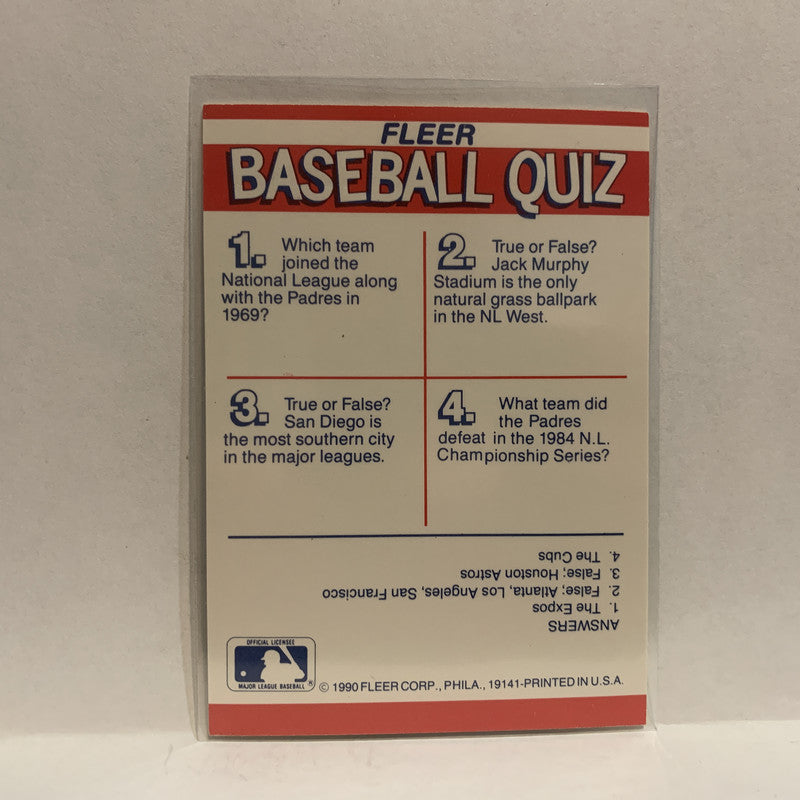 FLEER
BASEBALL QUIZ
1. Which team
joined the
National League along
with the Padres in
1969?
2. True or False?
Jack Murphy
Stadium is the only
natural grass ballpark
in the NL West.
3. True or False?
San Diego is
the most southern city
in the major leagues.
4. What team did
the Padres
defeat in the 1984 N.L.
Championship Series?
ANSWERS
1. The Expos
2. False; Atlanta, Los Angeles, San Francisco
3. False; Houston Astros
4. The Cubs
OFFICIAL LICENSEE
MAJOR LEAGUE BASEBALL ®
© 1990 FLEER CORP., PHILA., 19141-PRINTED IN U.S.A.